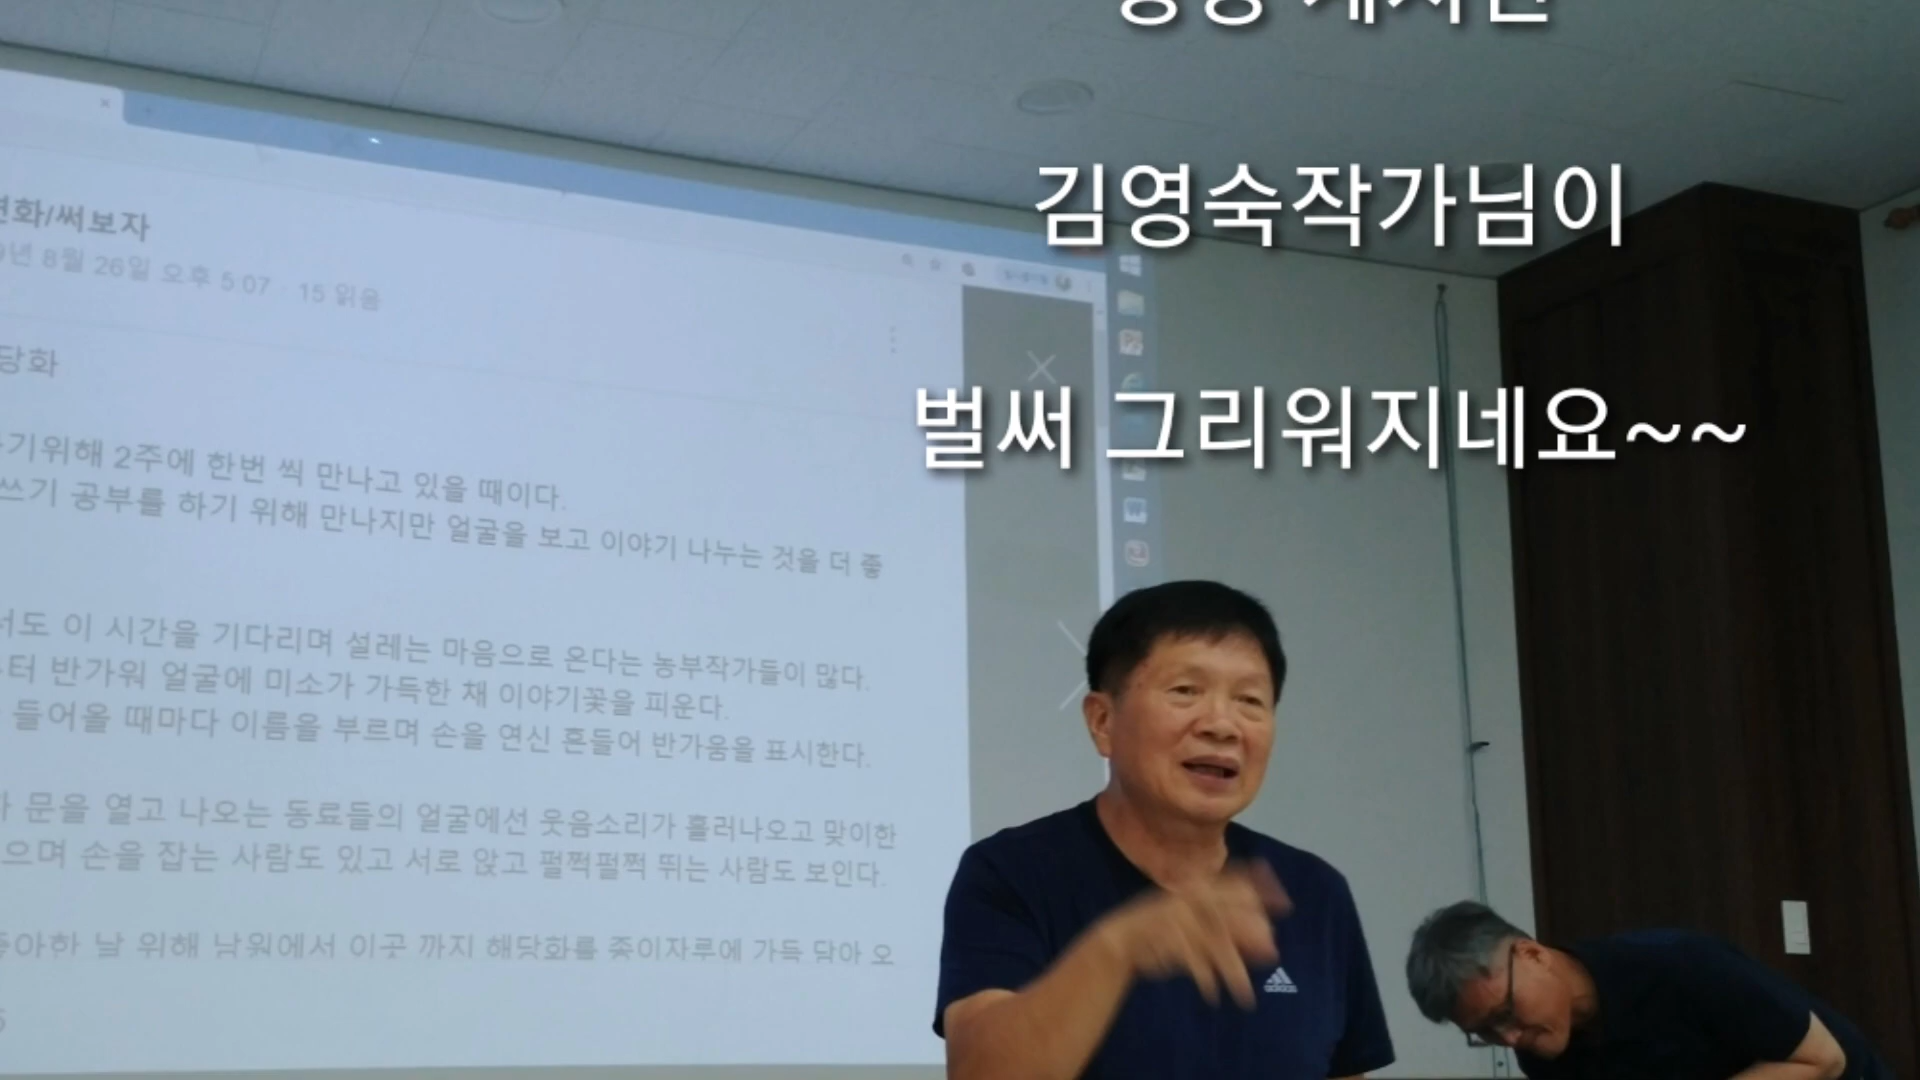 김영숙작가님이
벌써 그리워지네요~~
변화/써보자
9년 8월 26일 오후 5:07 · 15 읽음
당화
기위해 2주에 한번 씩 만나고 있을 때이다.
쓰기 공부를 하기 위해 만나지만 얼굴을 보고 이야기 나누는 것을 더 좋
서도 이 시간을 기다리며 설레는 마음으로 온다는 농부작가들이 많다.
터 반가워 얼굴에 미소가 가득한 채 이야기꽃을 피운다.
들어올 때마다 이름을 부르며 손을 연신 흔들어 반가움을 표시한다.
문을 열고 나오는 동료들의 얼굴에선 웃음소리가 흘러나오고 맞이한
으며 손을 잡는 사람도 있고 서로 앉고 펄쩍펄쩍 뛰는 사람도 보인다.
좋아한 날 위해 남원에서 이곳 까지 해당화를 종이자루에 가득 담아 오
adidas